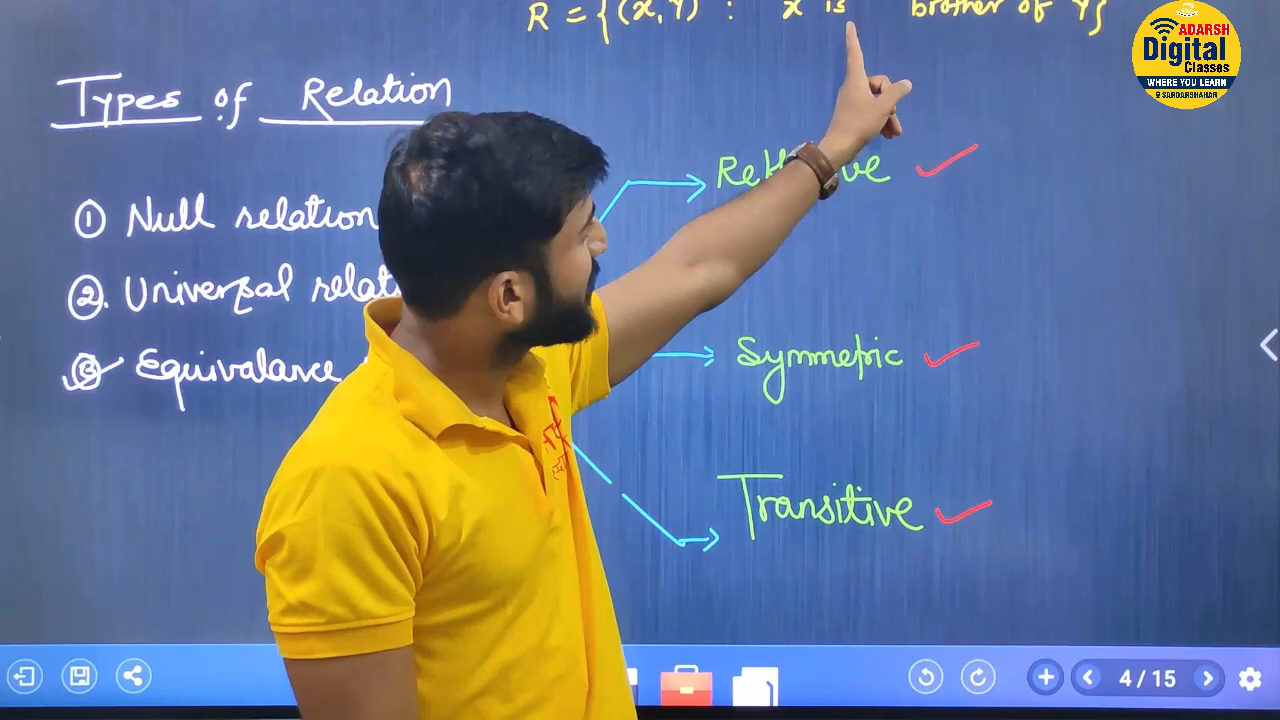 R = {(x, Y) : x is brother of Y}
Types of Relation
① Null relation
②. Universal
③ Equivalance
Symmetric
Transitive
ADARSH
Digital
Classes
WHERE YOU LEARN
@ SARDARSHAHAR
4 / 15